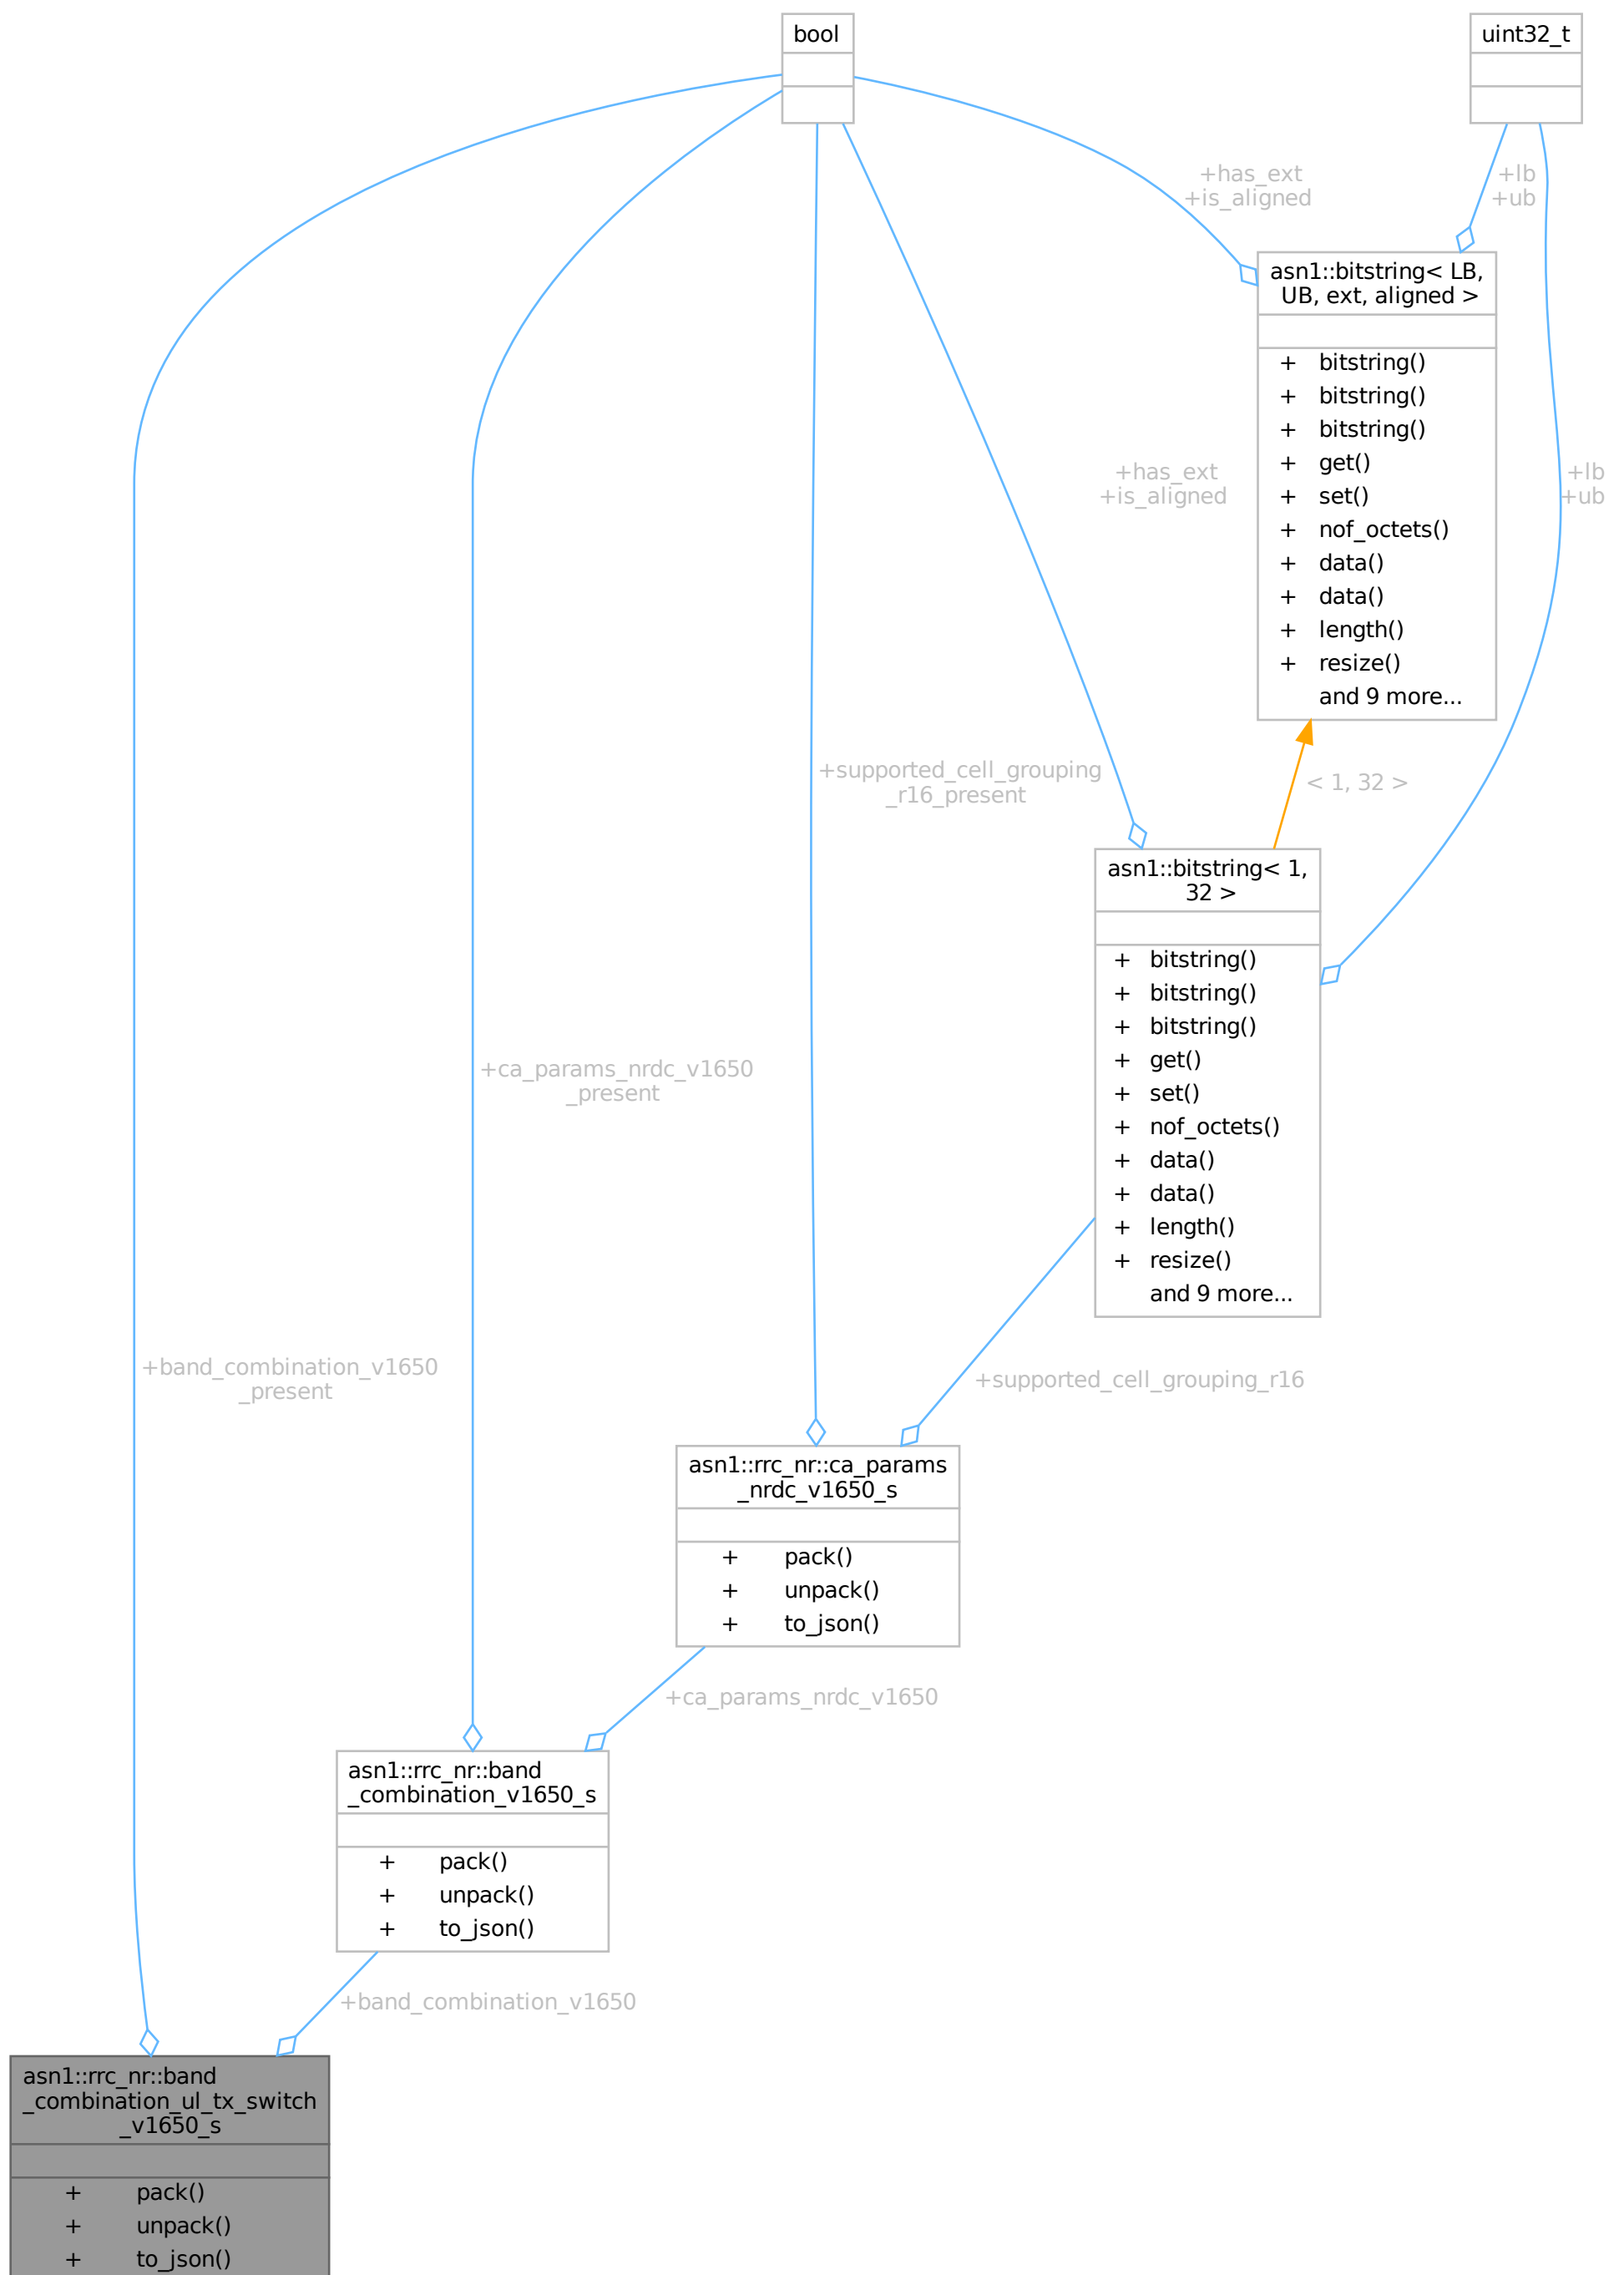 bool
uint32_t
+has_ext
+is_aligned
+lb
+ub
asn1::bitstring< LB,
UB, ext, aligned >
+ bitstring()
+ bitstring()
+ bitstring()
+ get()
+ set()
+ nof_octets()
+ data()
+ data()
+ length()
+ resize()
and 9 more...
+has_ext
+is_aligned
+lb
+ub
+supported_cell_grouping
_r16_present
< 1, 32 >
asn1::bitstring< 1,
32 >
+ bitstring()
+ bitstring()
+ bitstring()
+ get()
+ set()
+ nof_octets()
+ data()
+ data()
+ length()
+ resize()
and 9 more...
+ca_params_nrdc_v1650
_present
+band_combination_v1650
_present
+supported_cell_grouping_r16
asn1::rrc_nr::ca_params
_nrdc_v1650_s
+ pack()
+ unpack()
+ to_json()
+ca_params_nrdc_v1650
asn1::rrc_nr::band
_combination_v1650_s
+ pack()
+ unpack()
+ to_json()
+band_combination_v1650
asn1::rrc_nr::band
_combination_ul_tx_switch
_v1650_s
+ pack()
+ unpack()
+ to_json()